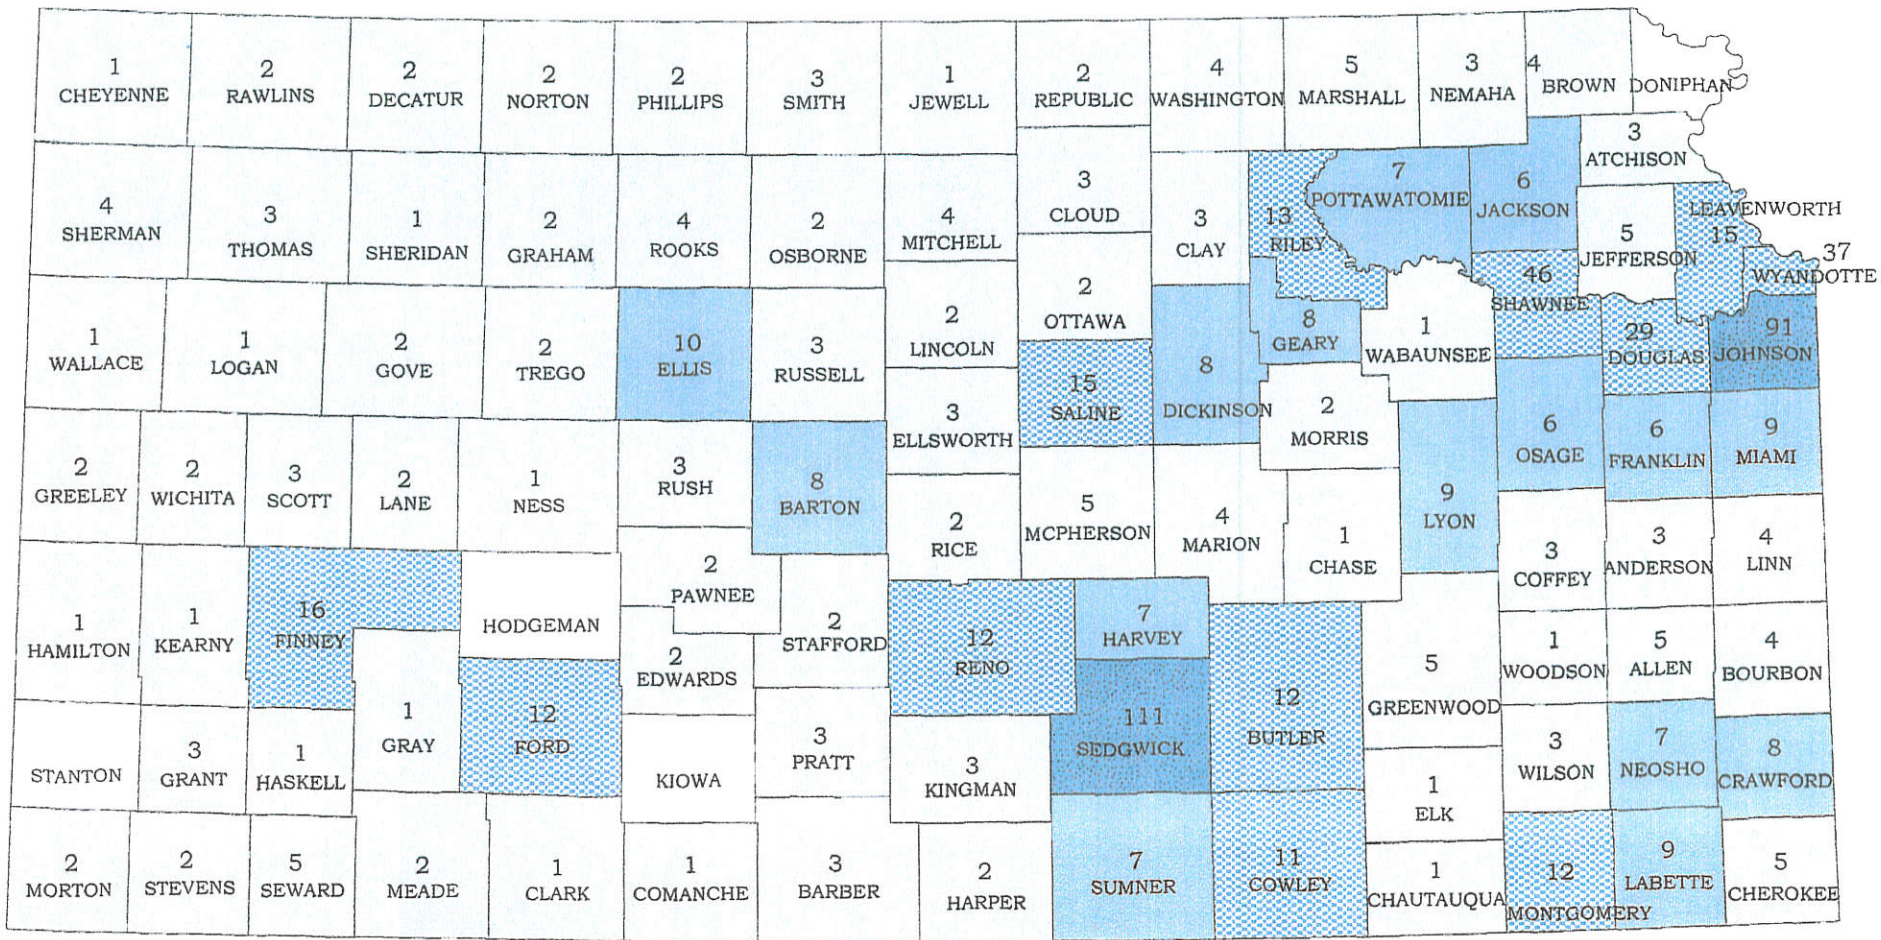 1
CHEYENNE
2
RAWLINS
2
DECATUR
2
NORTON
2
PHILLIPS
3
SMITH
1
JEWELL
2
REPUBLIC
4
WASHINGTON
5
MARSHALL
3
NEMAHA
4
BROWN
DONIPHAN
3
ATCHISON
4
SHERMAN
3
THOMAS
1
SHERIDAN
2
GRAHAM
4
ROOKS
2
OSBORNE
4
MITCHELL
3
CLOUD
3
CLAY
13
RILEY
7
POTTAWATOMIE
6
JACKSON
5
JEFFERSON
LEAVENWORTH
15
37
WYANDOTTE
1
WALLACE
1
LOGAN
2
GOVE
2
TREGO
10
ELLIS
3
RUSSELL
2
LINCOLN
2
OTTAWA
8
DICKINSON
8
GEARY
1
WABAUNSEE
46
SHAWNEE
29
DOUGLAS
91
JOHNSON
15
SALINE
3
ELLSWORTH
2
MORRIS
2
GREELEY
2
WICHITA
3
SCOTT
2
LANE
1
NESS
3
RUSH
8
BARTON
2
RICE
5
MCPHERSON
4
MARION
1
CHASE
9
LYON
6
OSAGE
6
FRANKLIN
9
MIAMI
3
COFFEY
3
ANDERSON
4
LINN
1
HAMILTON
1
KEARNY
16
FINNEY
HODGEMAN
2
PAWNEE
2
EDWARDS
2
STAFFORD
12
RENO
7
HARVEY
12
BUTLER
5
GREENWOOD
1
WOODSON
5
ALLEN
4
BOURBON
STANTON
3
GRANT
1
HASKELL
1
GRAY
12
FORD
KIOWA
3
PRATT
3
KINGMAN
111
SEDGWICK
1
ELK
3
WILSON
7
NEOSHO
8
CRAWFORD
2
MORTON
2
STEVENS
5
SEWARD
2
MEADE
1
CLARK
1
COMANCHE
3
BARBER
2
HARPER
7
SUMNER
11
COWLEY
1
CHAUTAUQUA
12
MONTGOMERY
9
LABETTE
5
CHEROKEE